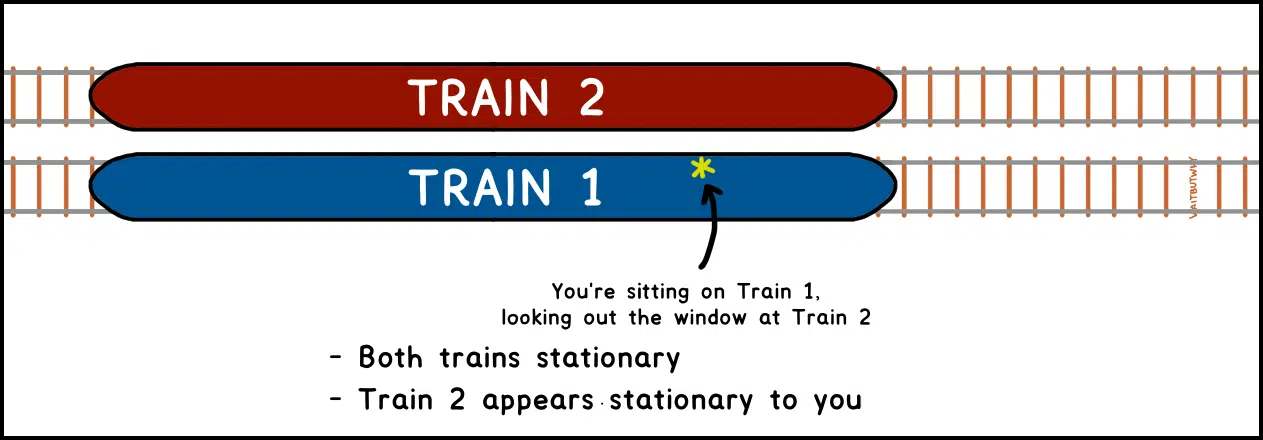 TRAIN 2
TRAIN 1
WAITBUTWHY
You're sitting on Train 1,
looking out the window at Train 2
- Both trains stationary
- Train 2 appears stationary to you